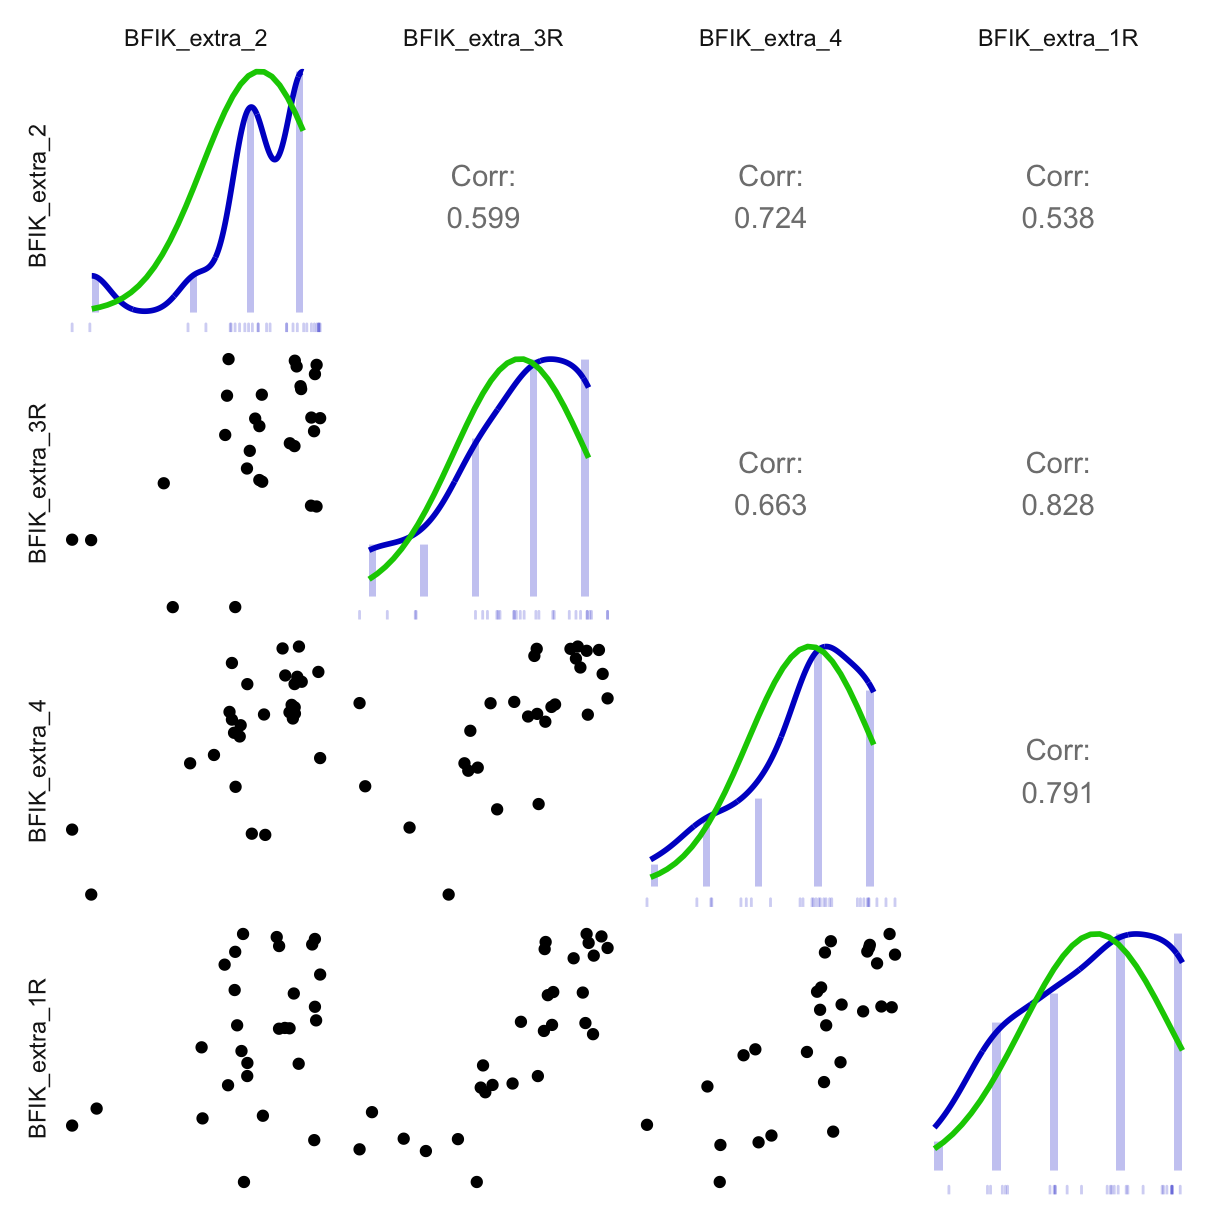 BFIK_extra_2
BFIK_extra_3R
BFIK_extra_4
BFIK_extra_1R
BFIK_extra_2
Corr:
0.599
Corr:
0.724
Corr:
0.538
BFIK_extra_3R
Corr:
0.663
Corr:
0.828
BFIK_extra_4
Corr:
0.791
BFIK_extra_1R